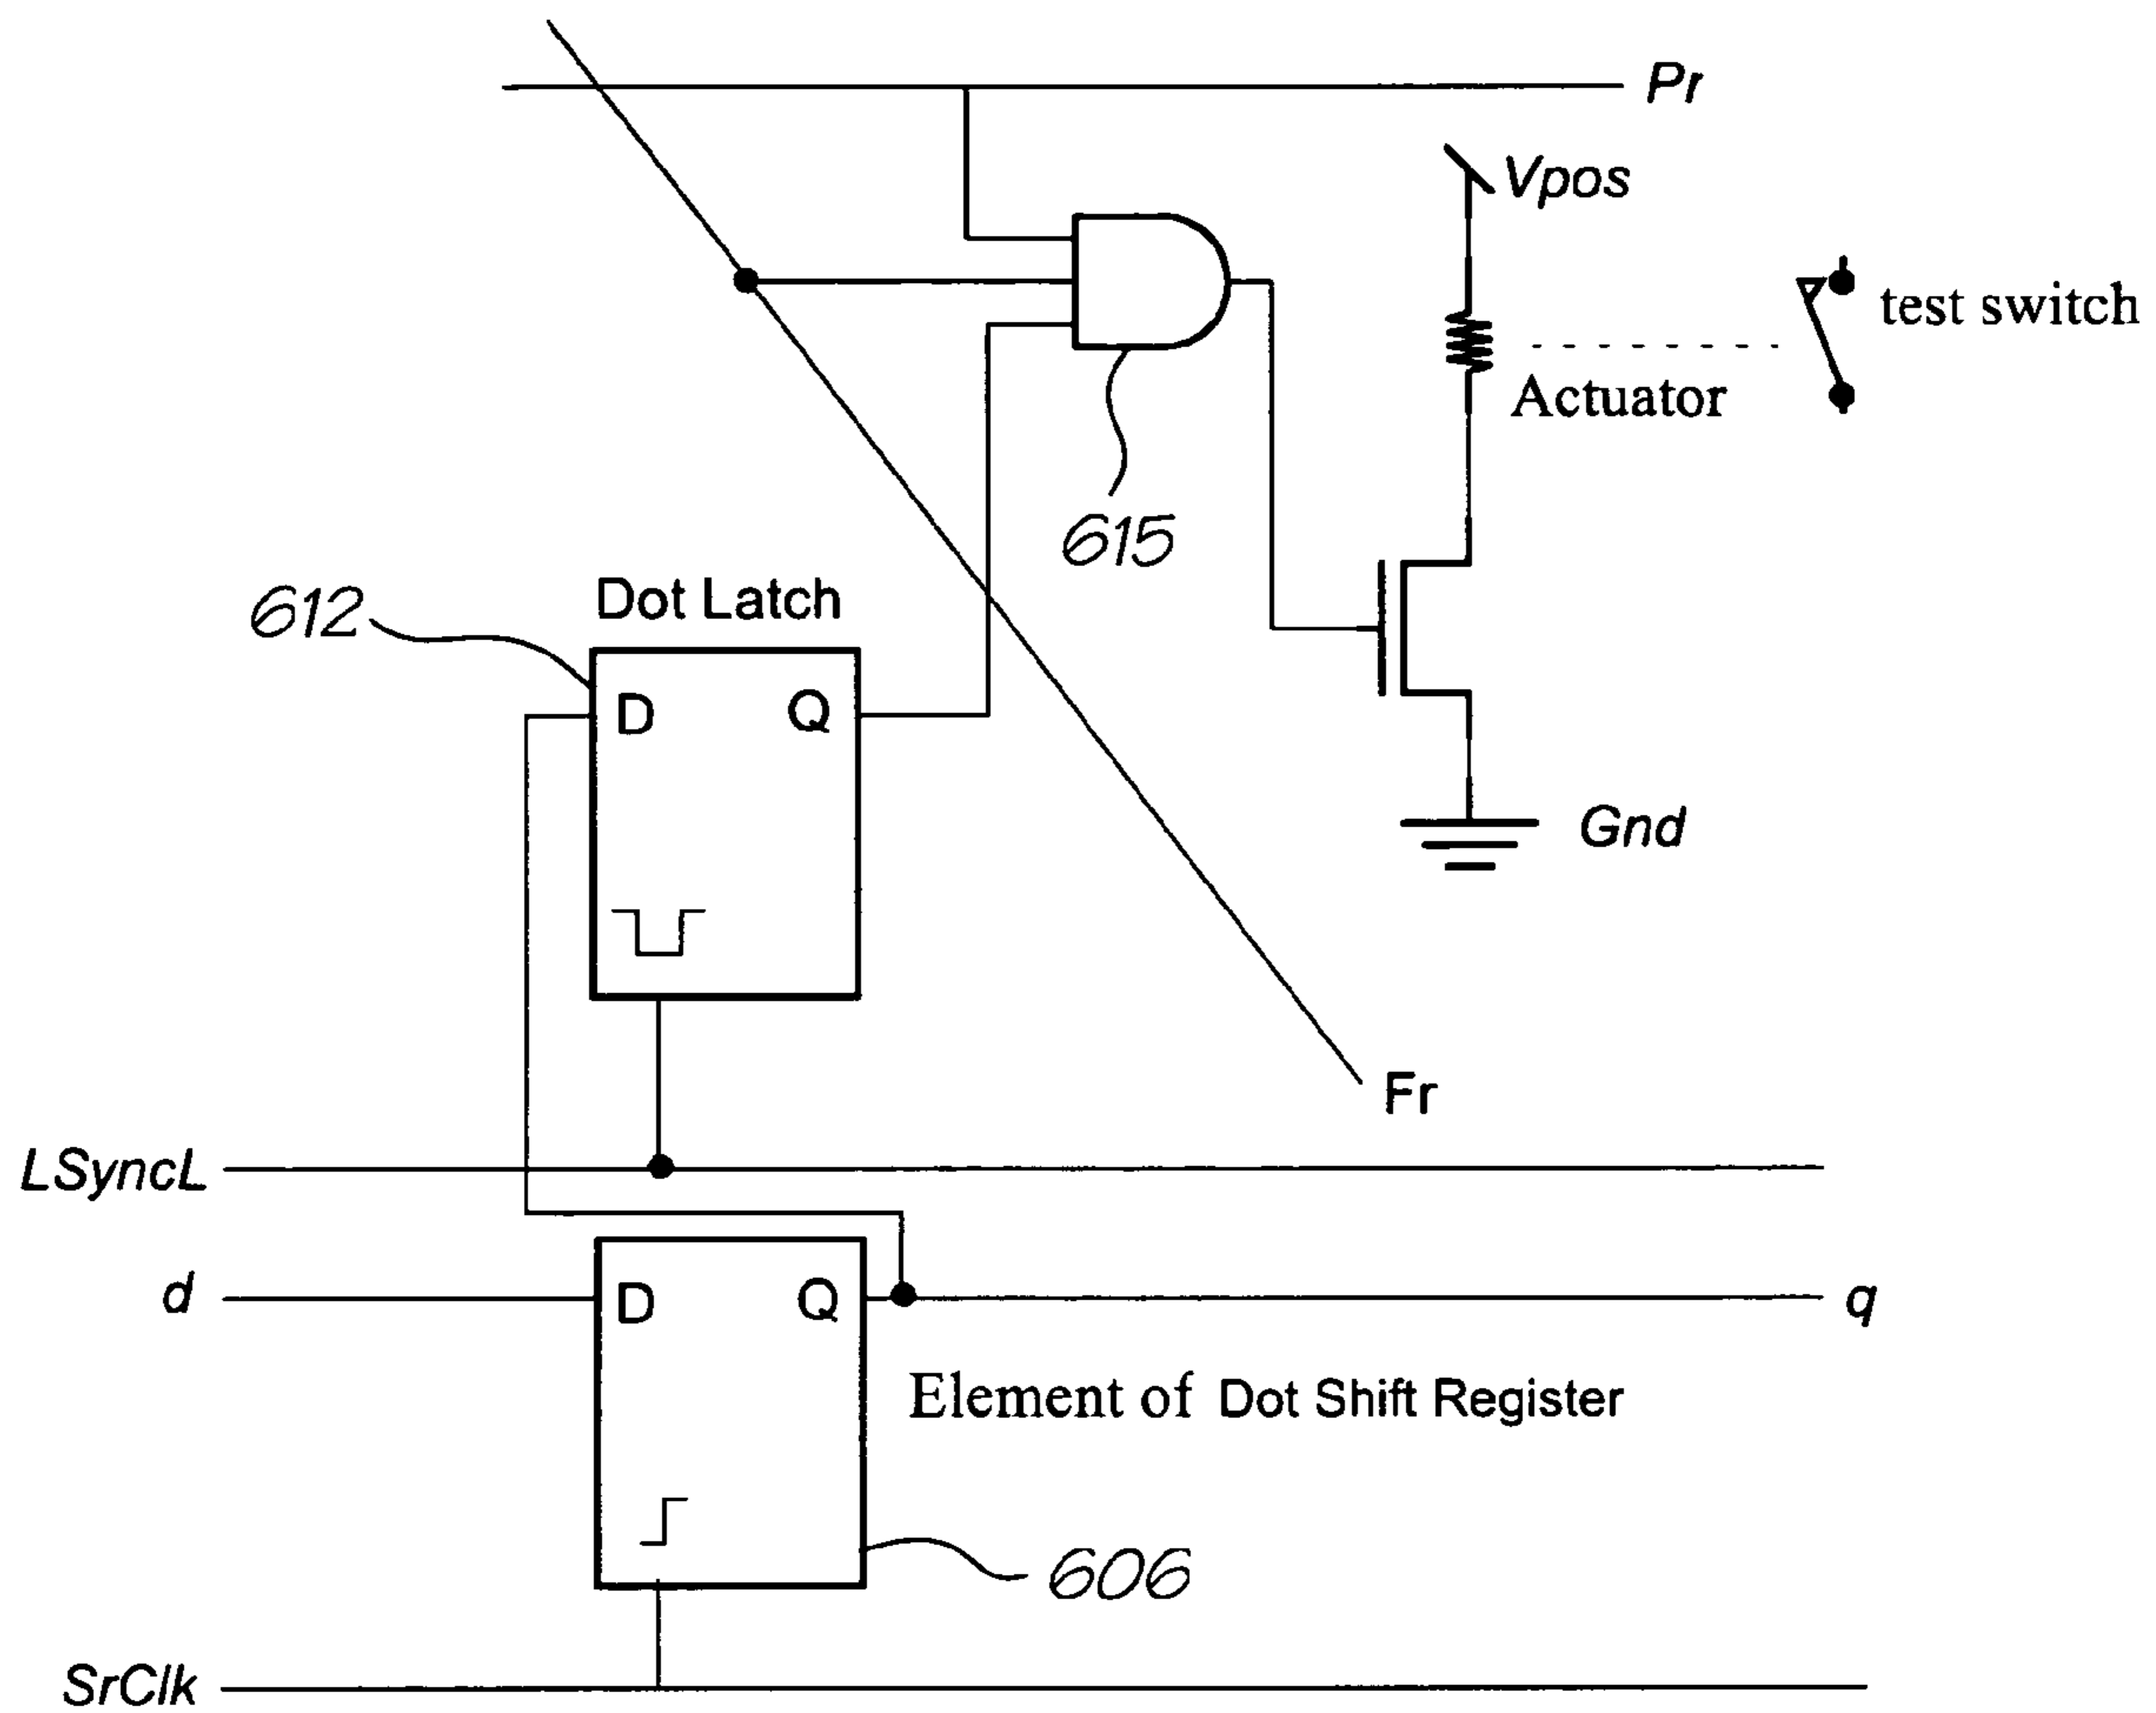 Pr
Vpos
test switch
Actuator
615
612
Dot Latch
D Q
Gnd
Fr
LSyncL
d
D Q
q
Element of Dot Shift Register
606
SrClk